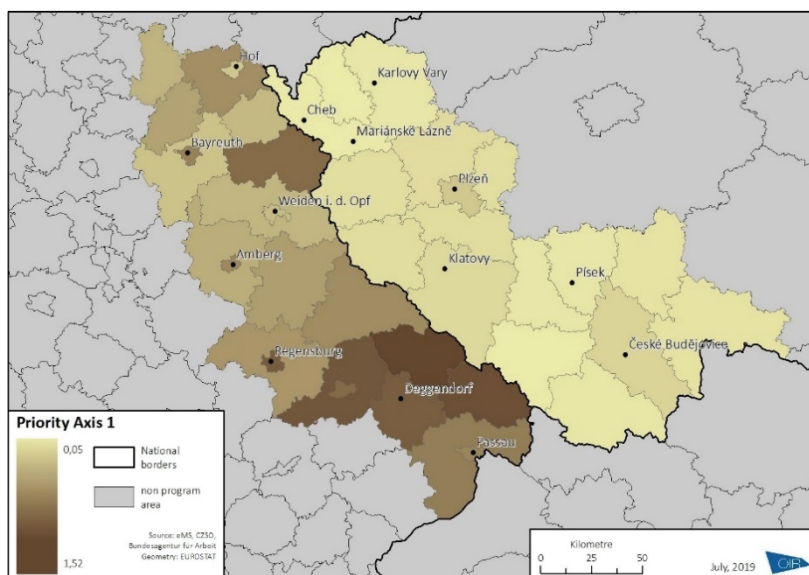 Hof
Karlovy Vary
Cheb
Mariánské Lázně
Bayreuth
Plzeň
Weiden i. d. Opf
Amberg
Klatovy
Písek
Regensburg
České Budějovice
Deggendorf
Passau
Priority Axis 1
0,05
1,52
National
borders
non program
area
Source: eMS, CZSO,
Bundesagentur für Arbeit
Geometry: EUROSTAT
Kilometre
0 25 50
July, 2019
ÖIR